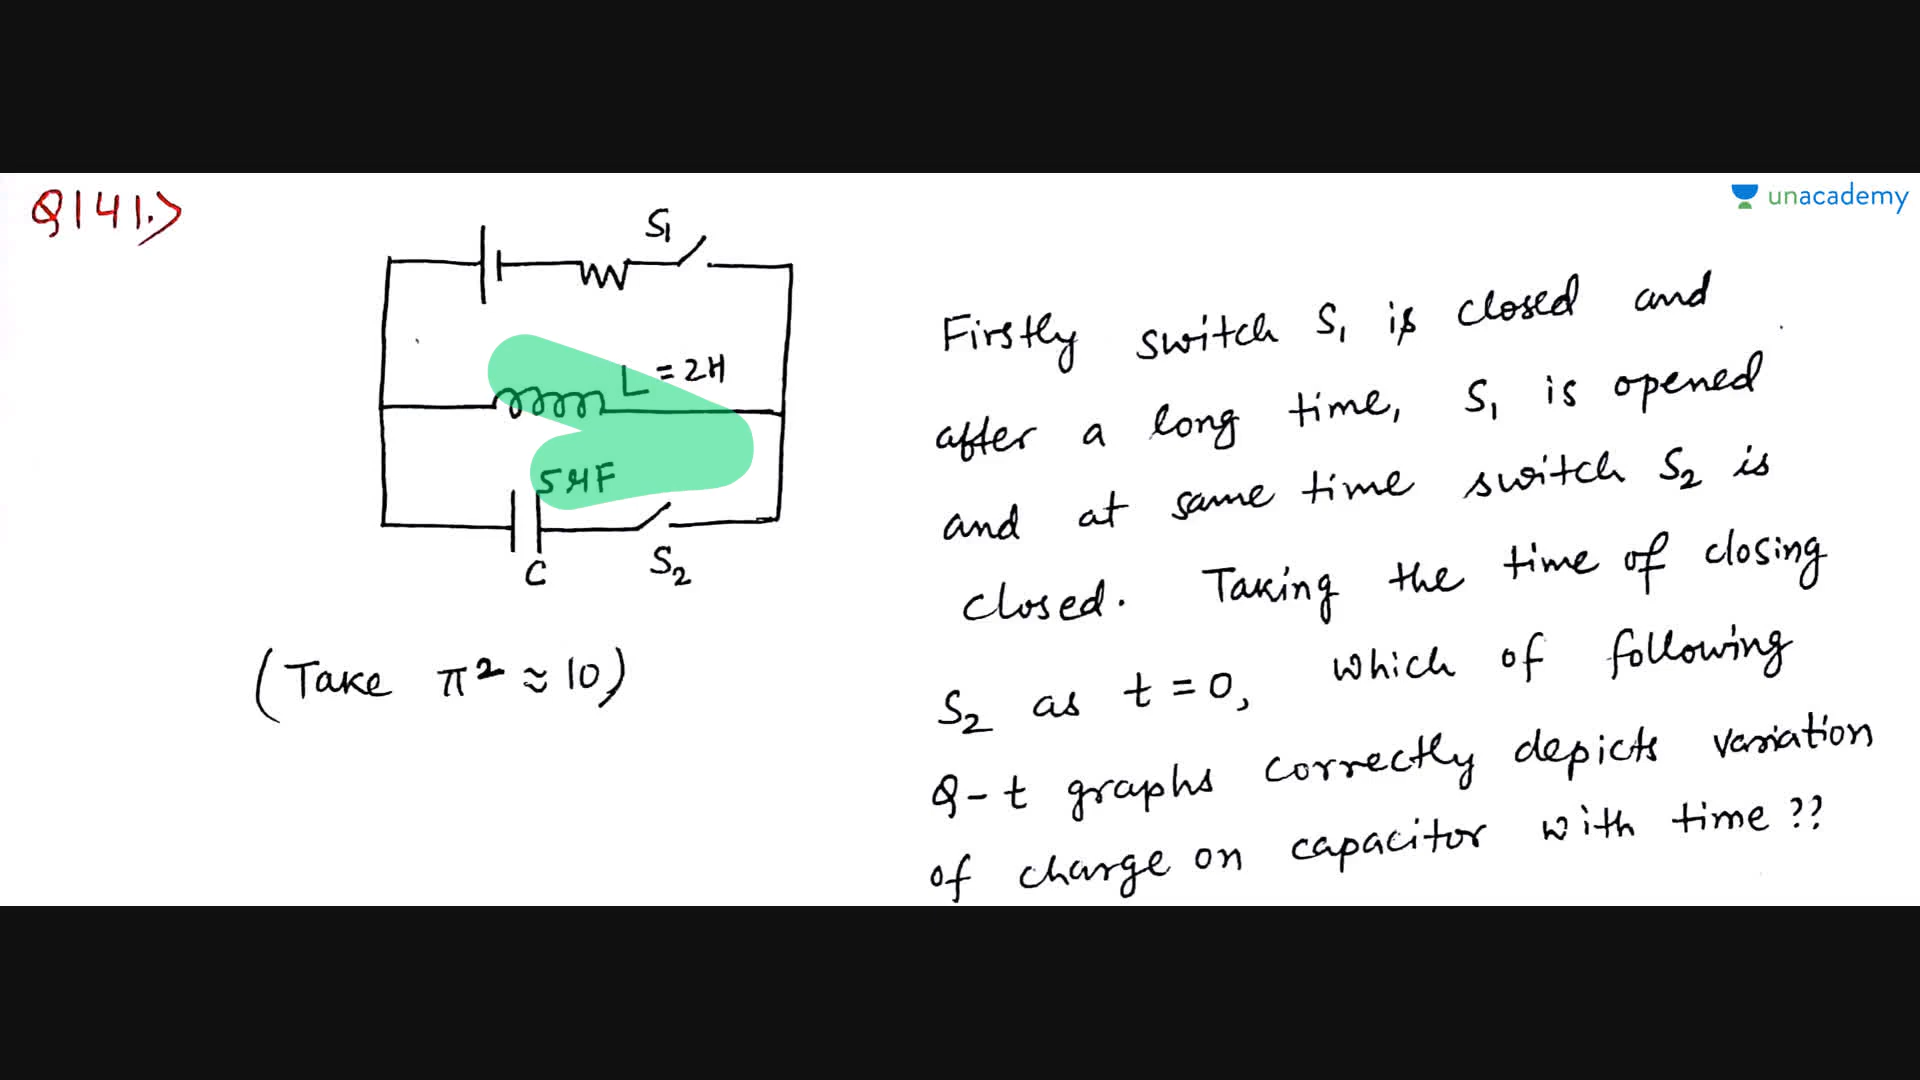 Q141.>
unacademy
S1
L = 2H
5μF
C
S2
(Take π² ≈ 10)
Firstly switch S1 is closed and
after a long time, S1 is opened
and at same time switch S2 is
closed. Taking the time of closing
S2 as t = 0, which of following
Q-t graphs correctly depicts variation
of charge on capacitor with time ??